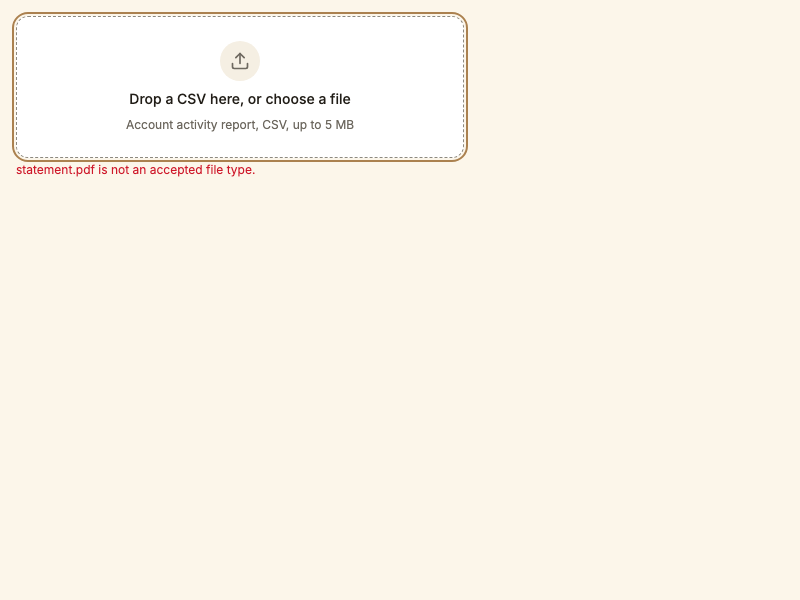 Drop a CSV here, or choose a file
Account activity report, CSV, up to 5 MB
statement.pdf is not an accepted file type.